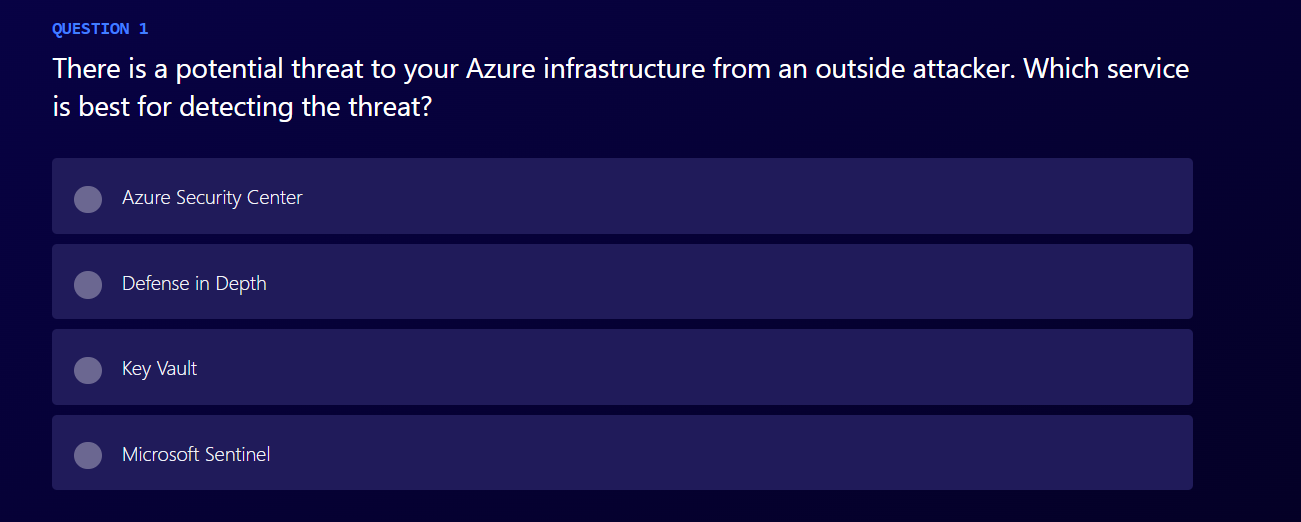 QUESTION 1
There is a potential threat to your Azure infrastructure from an outside attacker. Which service
is best for detecting the threat?
Azure Security Center
Defense in Depth
Key Vault
Microsoft Sentinel